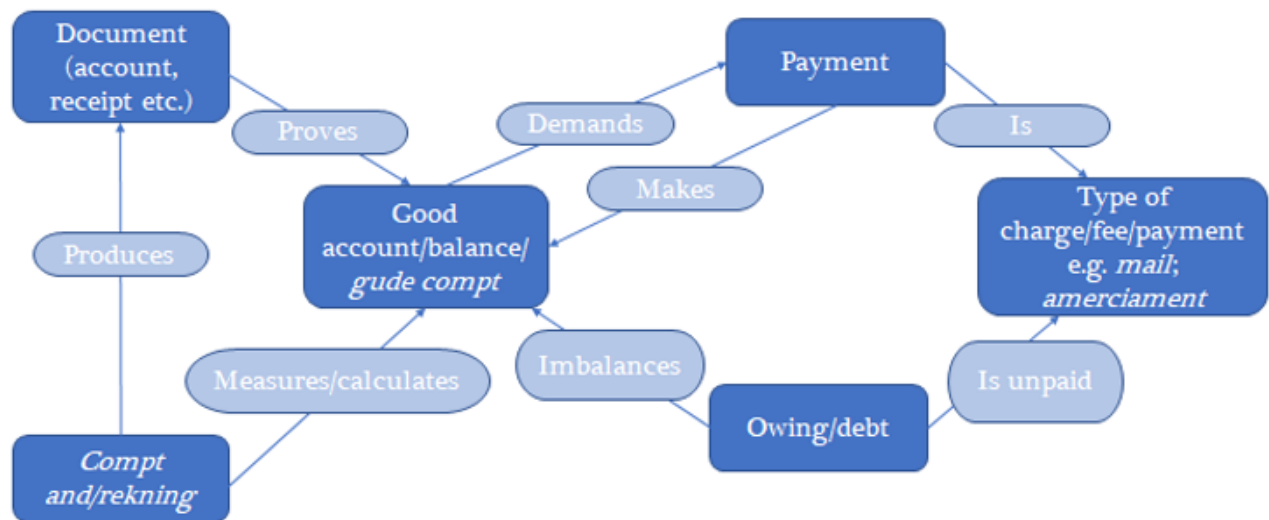 Document
(account,
receipt etc.)
Proves
Demands
Payment
Is
Makes
Produces
Good
account/balance/
gude compt
Type of
charge/fee/payment
e.g. mail;
amerciament
Measures/calculates
Imbalances
Is unpaid
Owing/debt
Compt
and/rekning